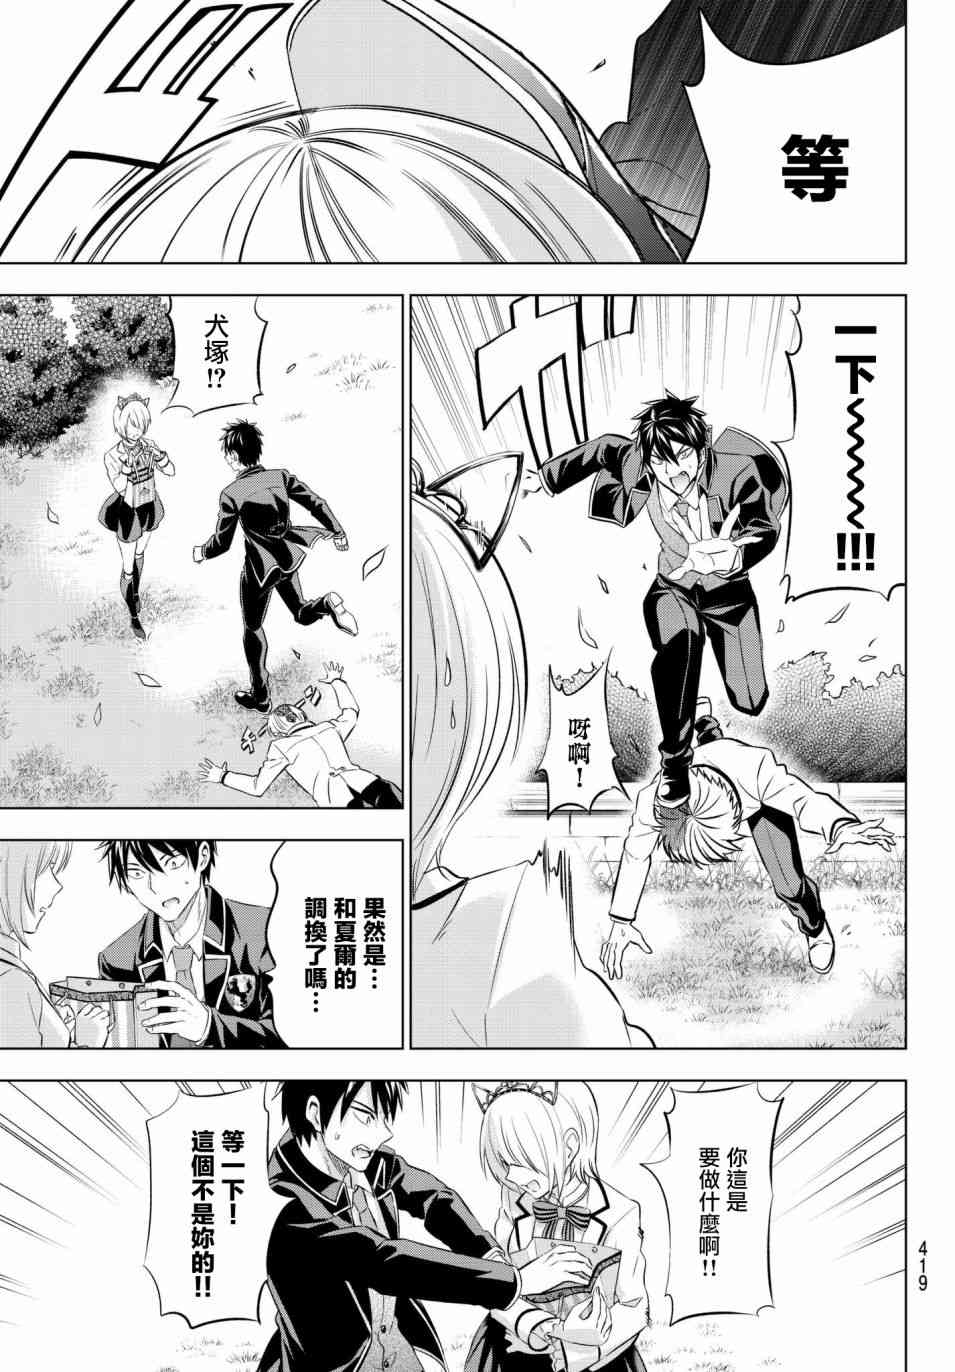 等
一下〜〜〜!!!
呀啊！
犬塚
!?
果然是…
和夏爾的
調換了嗎…
你這是
要做什麼啊!!
等一下！
這個不是妳的!!
419